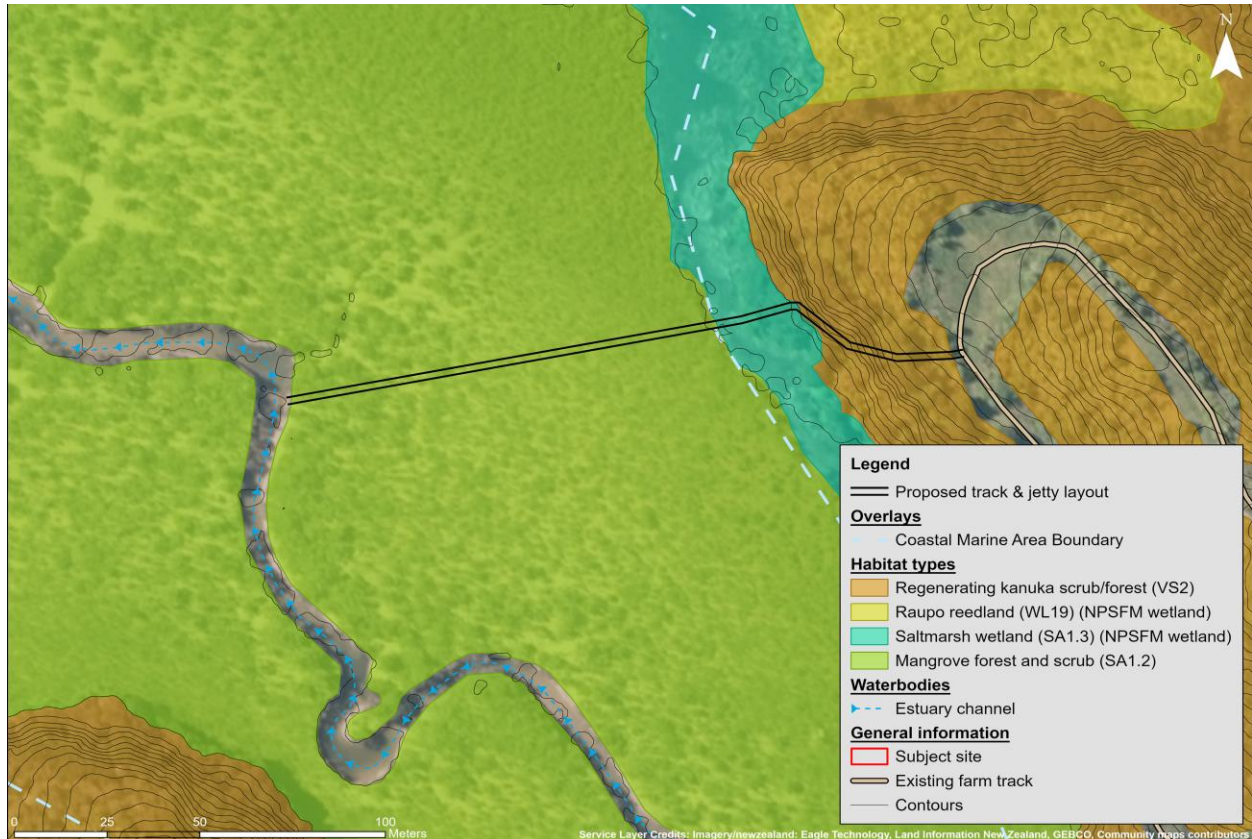 N
Legend
Proposed track & jetty layout
Overlays
Coastal Marine Area Boundary
Habitat types
Regenerating kanuka scrub/forest (VS2)
Raupo reedland (WL19) (NPSFM wetland)
Saltmarsh wetland (SA1.3) (NPSFM wetland)
Mangrove forest and scrub (SA1.2)
Waterbodies
Estuary channel
General information
Subject site
Existing farm track
Contours
0 25 50 100
Meters
Service Layer Credits: Imagery/newzealand: Eagle Technology, Land Information New Zealand, GEBCO, Community maps contributors